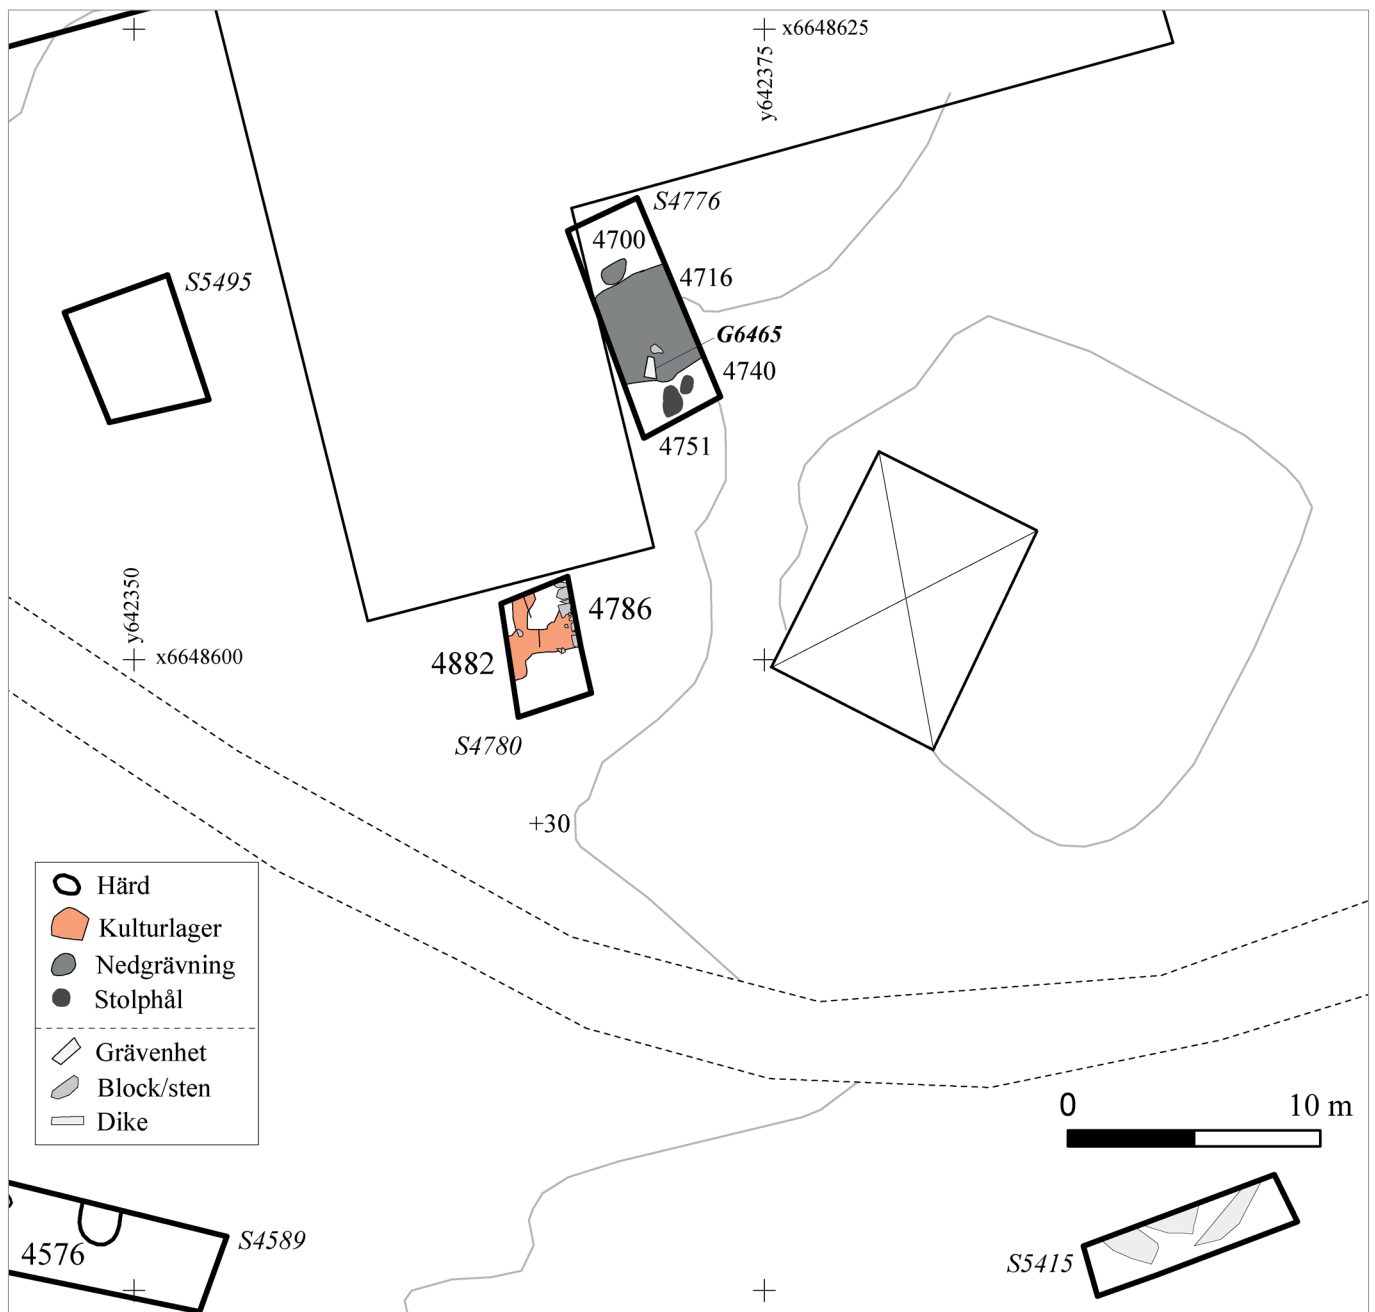 x6648625
y642375
S4776
4700
S5495
4716
G6465
4740
4751
y642350
4786
x6648600
4882
S4780
+30
Härd
Kulturlager
Nedgrävning
Stolphål
Grävenhet
Block/sten
Dike
0 10 m
S4589
4576
S5415